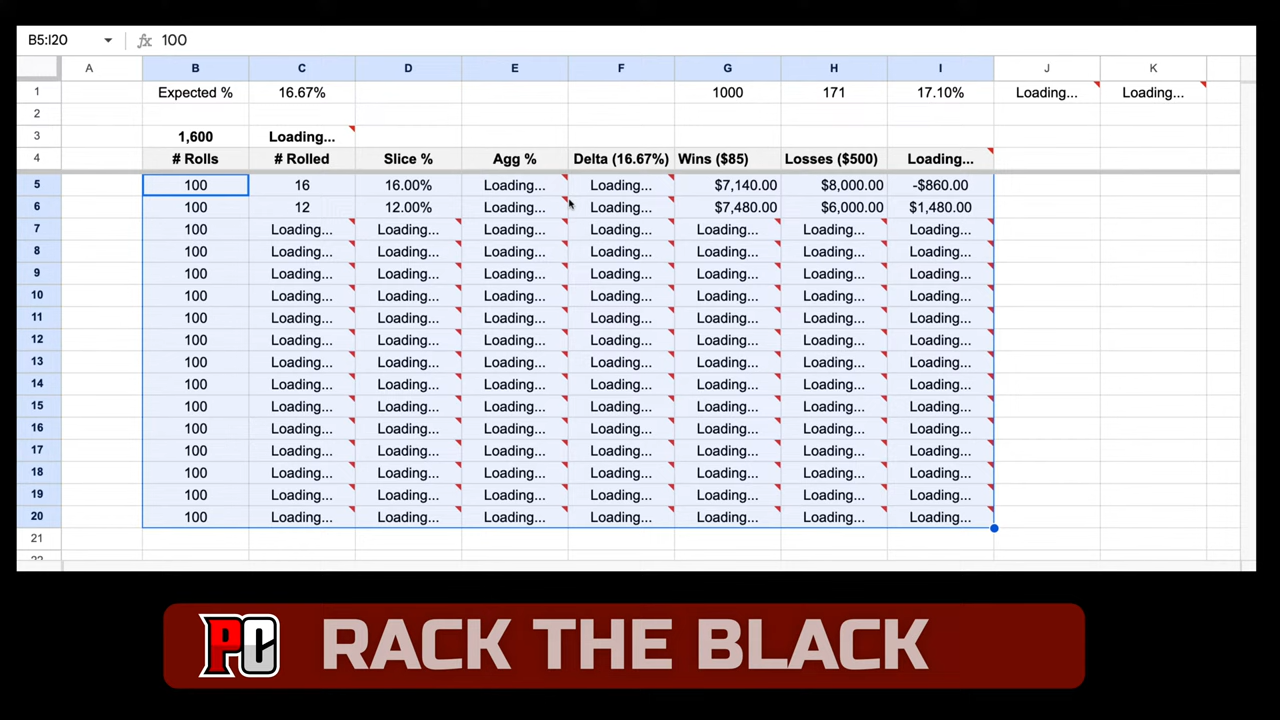 B5:I20 fx 100
A B C D E F G H I J K
1 Expected % 16.67% 1000 171 17.10% Loading... Loading...
2
3 1,600 Loading...
4 # Rolls # Rolled Slice % Agg % Delta (16.67%) Wins ($85) Losses ($500) Loading...
5 100 16 16.00% Loading... Loading... $7,140.00 $8,000.00 -$860.00
6 100 12 12.00% Loading... Loading... $7,480.00 $6,000.00 $1,480.00
7 100 Loading... Loading... Loading... Loading... Loading... Loading... Loading...
8 100 Loading... Loading... Loading... Loading... Loading... Loading... Loading...
9 100 Loading... Loading... Loading... Loading... Loading... Loading... Loading...
10 100 Loading... Loading... Loading... Loading... Loading... Loading... Loading...
11 100 Loading... Loading... Loading... Loading... Loading... Loading... Loading...
12 100 Loading... Loading... Loading... Loading... Loading... Loading... Loading...
13 100 Loading... Loading... Loading... Loading... Loading... Loading... Loading...
14 100 Loading... Loading... Loading... Loading... Loading... Loading... Loading...
15 100 Loading... Loading... Loading... Loading... Loading... Loading... Loading...
16 100 Loading... Loading... Loading... Loading... Loading... Loading... Loading...
17 100 Loading... Loading... Loading... Loading... Loading... Loading... Loading...
18 100 Loading... Loading... Loading... Loading... Loading... Loading... Loading...
19 100 Loading... Loading... Loading... Loading... Loading... Loading... Loading...
20 100 Loading... Loading... Loading... Loading... Loading... Loading... Loading...
21
PC RACK THE BLACK